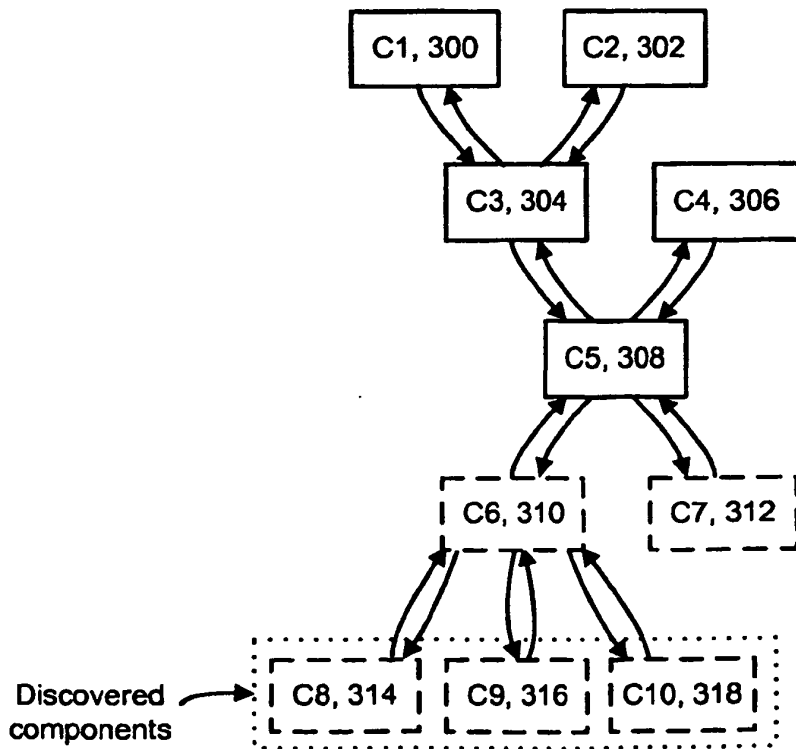 C1, 300
C2, 302
C3, 304
C4, 306
C5, 308
C6, 310
C7, 312
C8, 314
C9, 316
C10, 318
Discovered
components